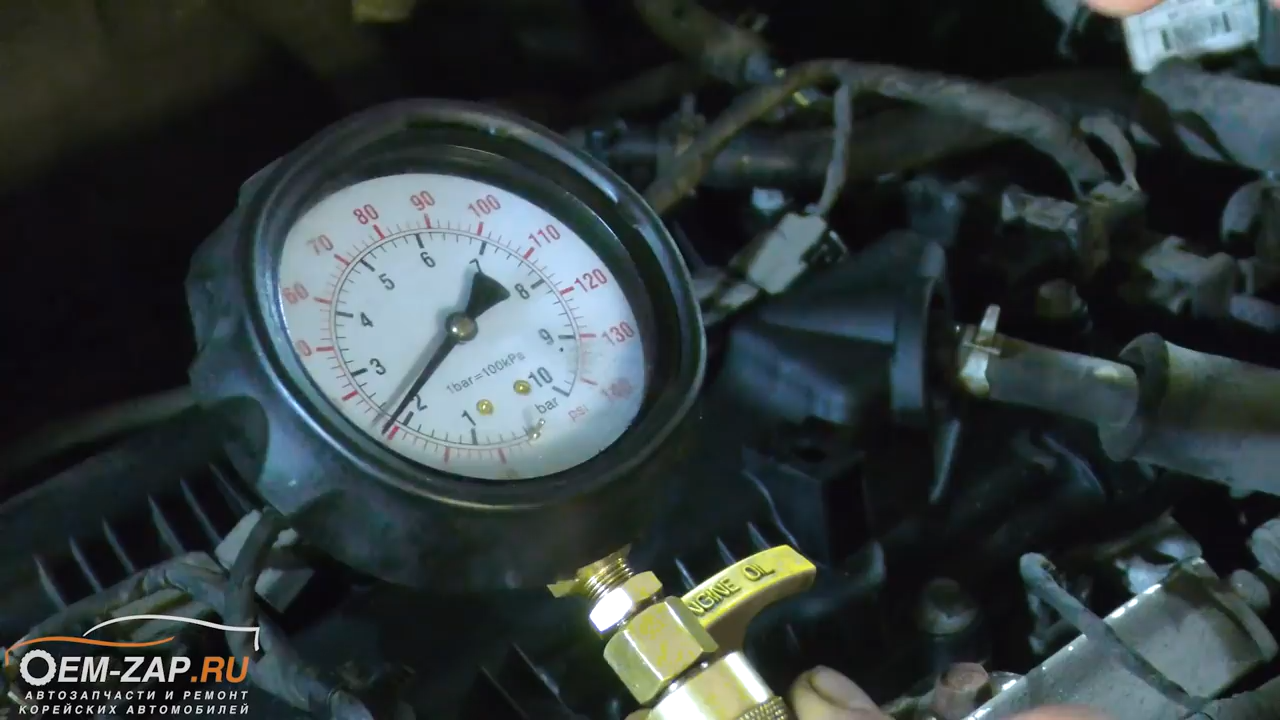 80 90 100
70 110
60 120
130
5 6 7 8
4 9
3 10
2 1
1bar=100kPa
bar
psi
ENGINE OIL
OEM-ZAP.RU
АВТОЗАПЧАСТИ И РЕМОНТ
КОРЕЙСКИХ АВТОМОБИЛЕЙ